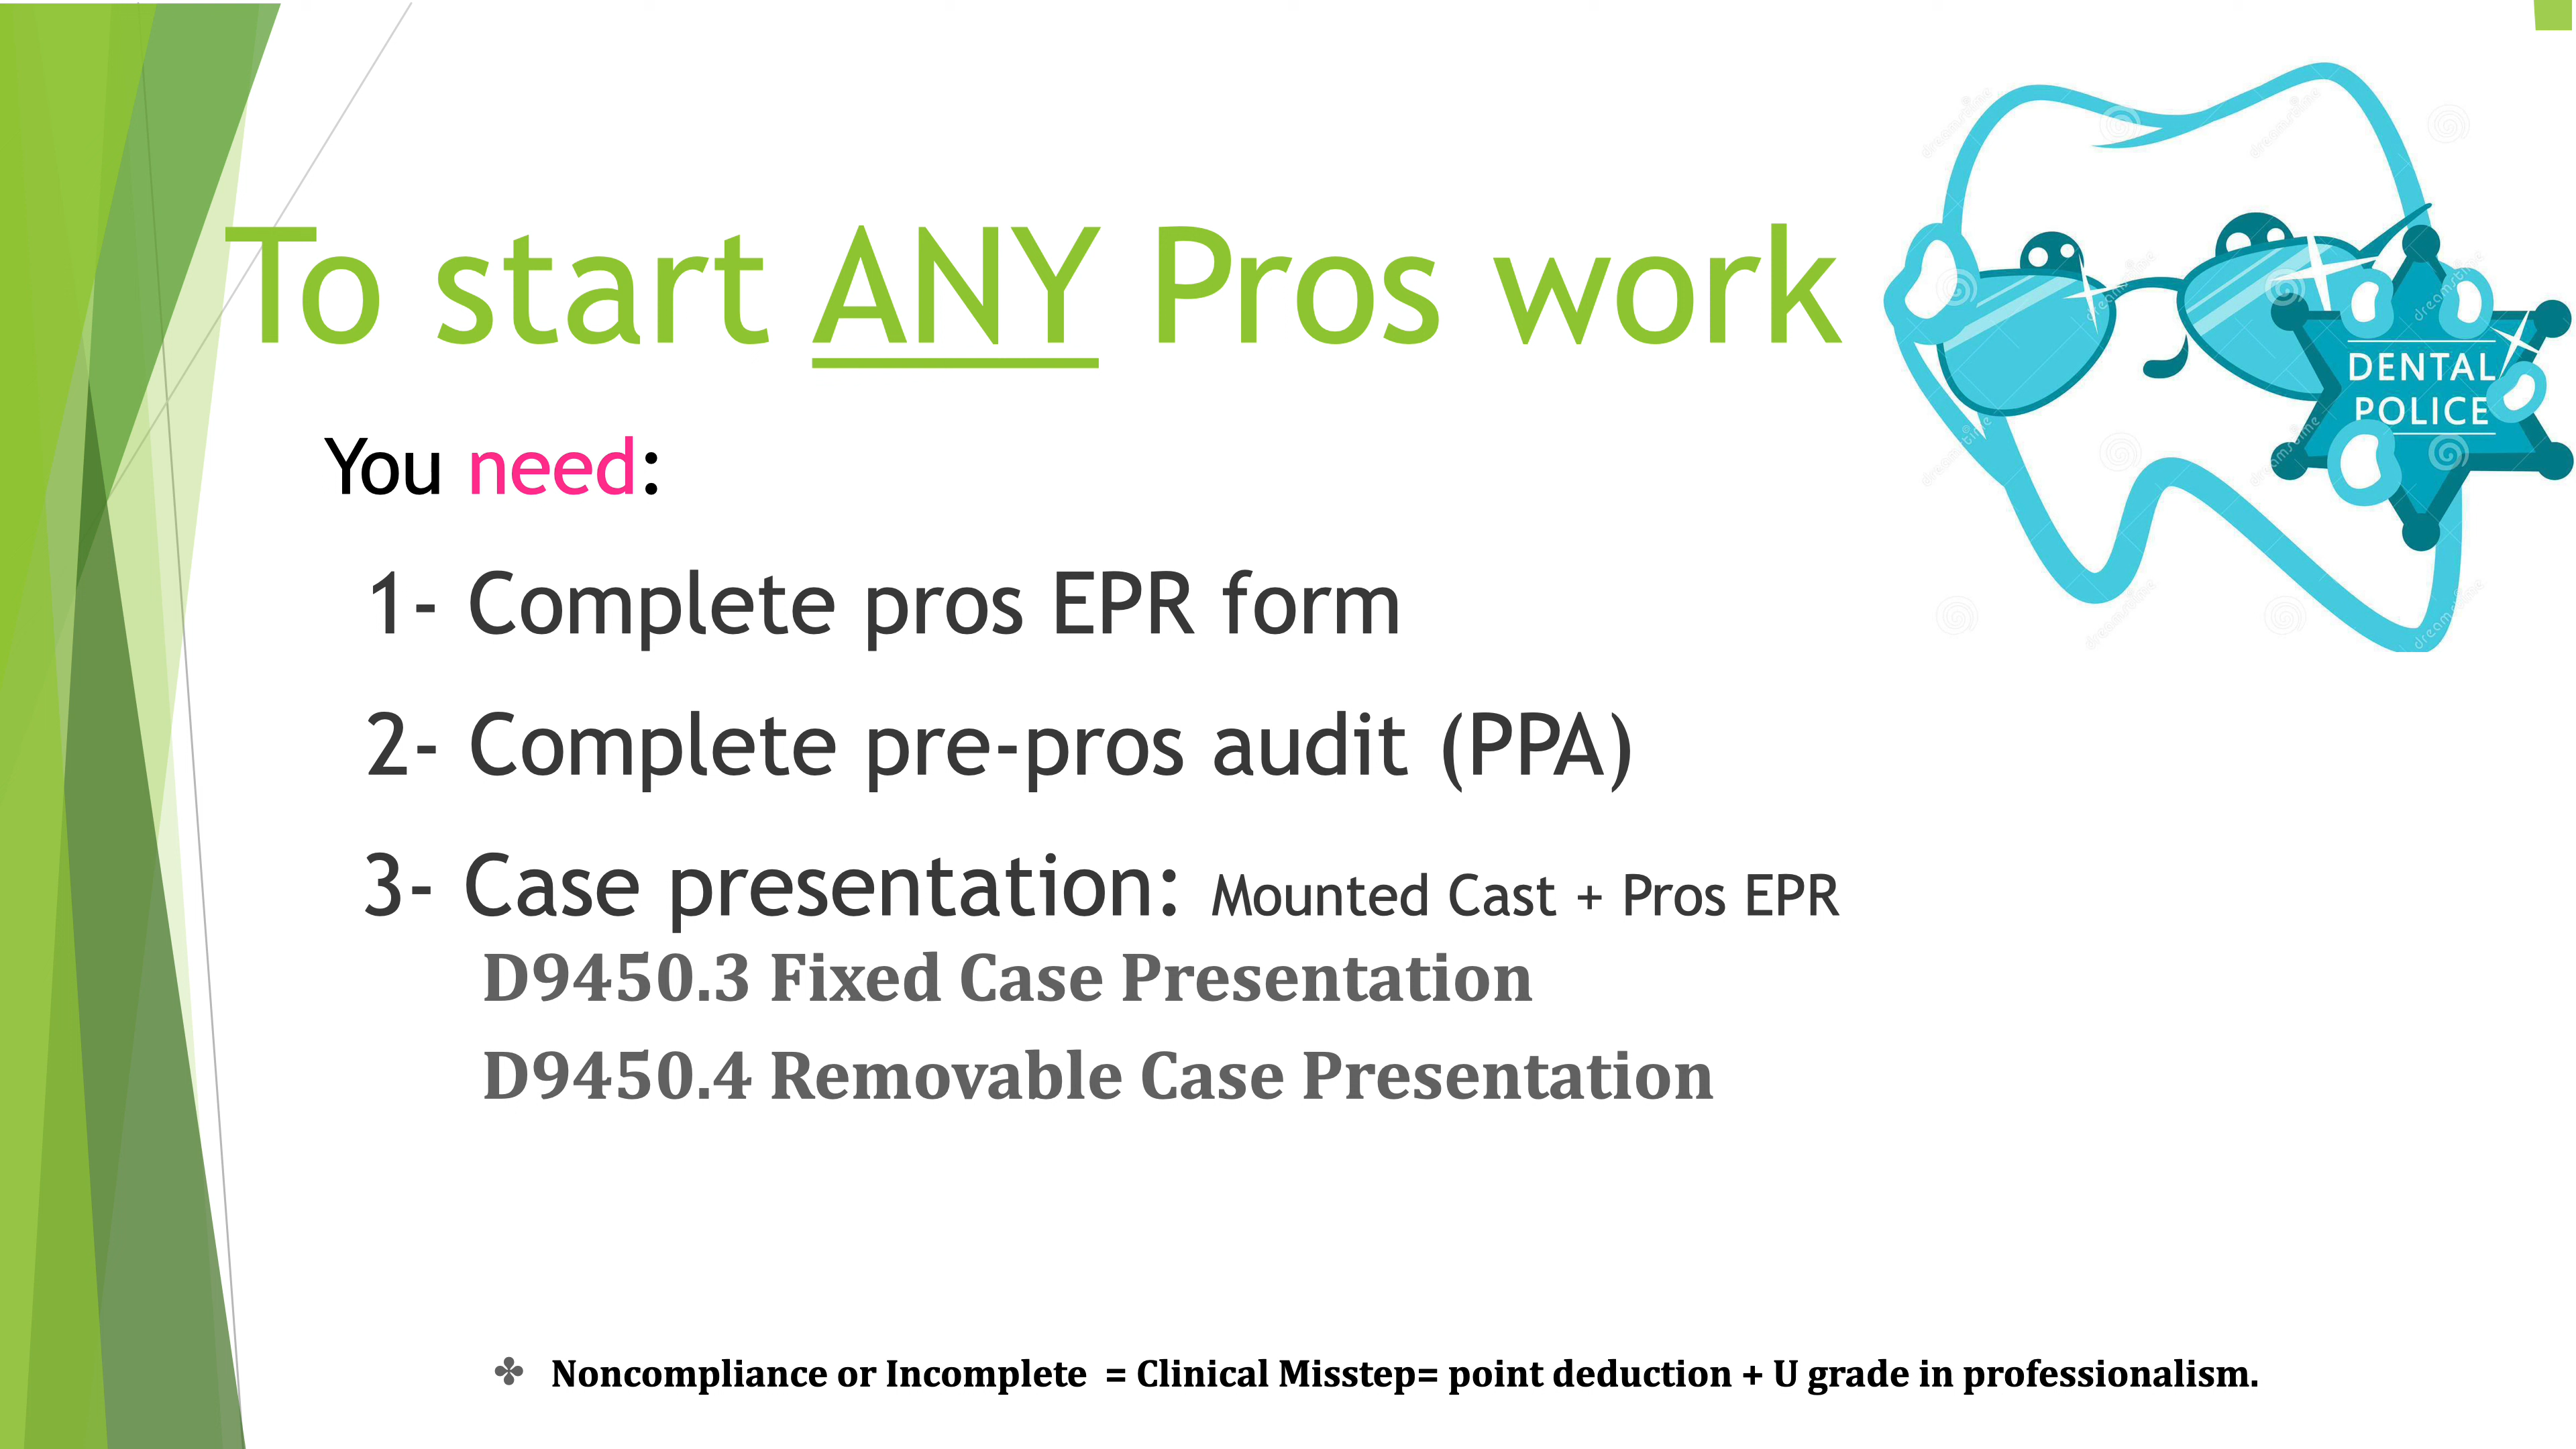 To start ANY Pros work
DENTAL
POLICE
You need:
1- Complete pros EPR form
2- Complete pre-pros audit (PPA)
3- Case presentation: Mounted Cast + Pros EPR
D9450.3 Fixed Case Presentation
D9450.4 Removable Case Presentation
✤ Noncompliance or Incomplete = Clinical Misstep= point deduction + U grade in professionalism.